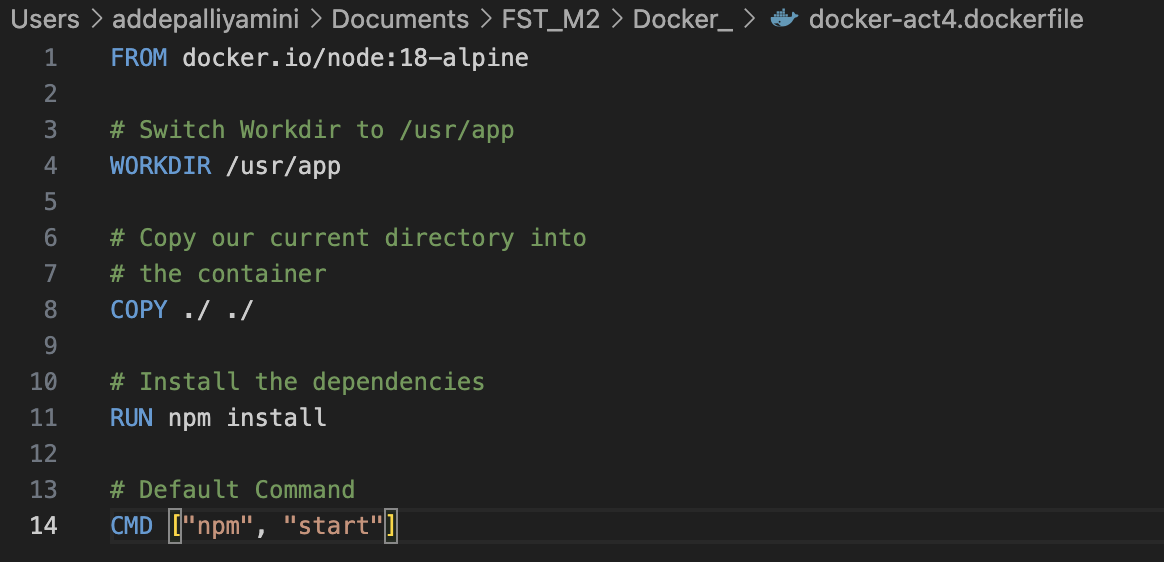 Users > addepalliyamini > Documents > FST_M2 > Docker_ > docker-act4.dockerfile
1 FROM docker.io/node:18-alpine
2
3 # Switch Workdir to /usr/app
4 WORKDIR /usr/app
5
6 # Copy our current directory into
7 # the container
8 COPY ./ ./
9
10 # Install the dependencies
11 RUN npm install
12
13 # Default Command
14 CMD ["npm", "start"]